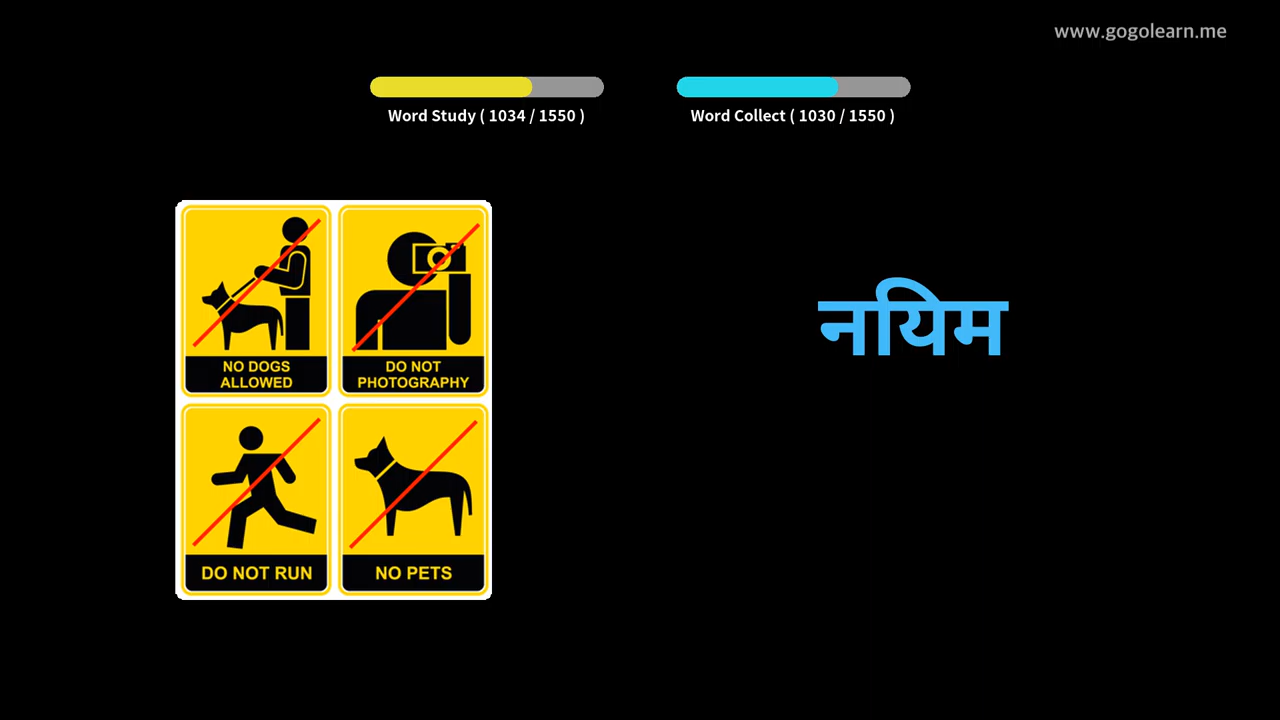 www.gogolearn.me
Word Study ( 1034 / 1550 )
Word Collect ( 1030 / 1550 )
NO DOGS
ALLOWED
DO NOT
PHOTOGRAPHY
DO NOT RUN
NO PETS
नयिम